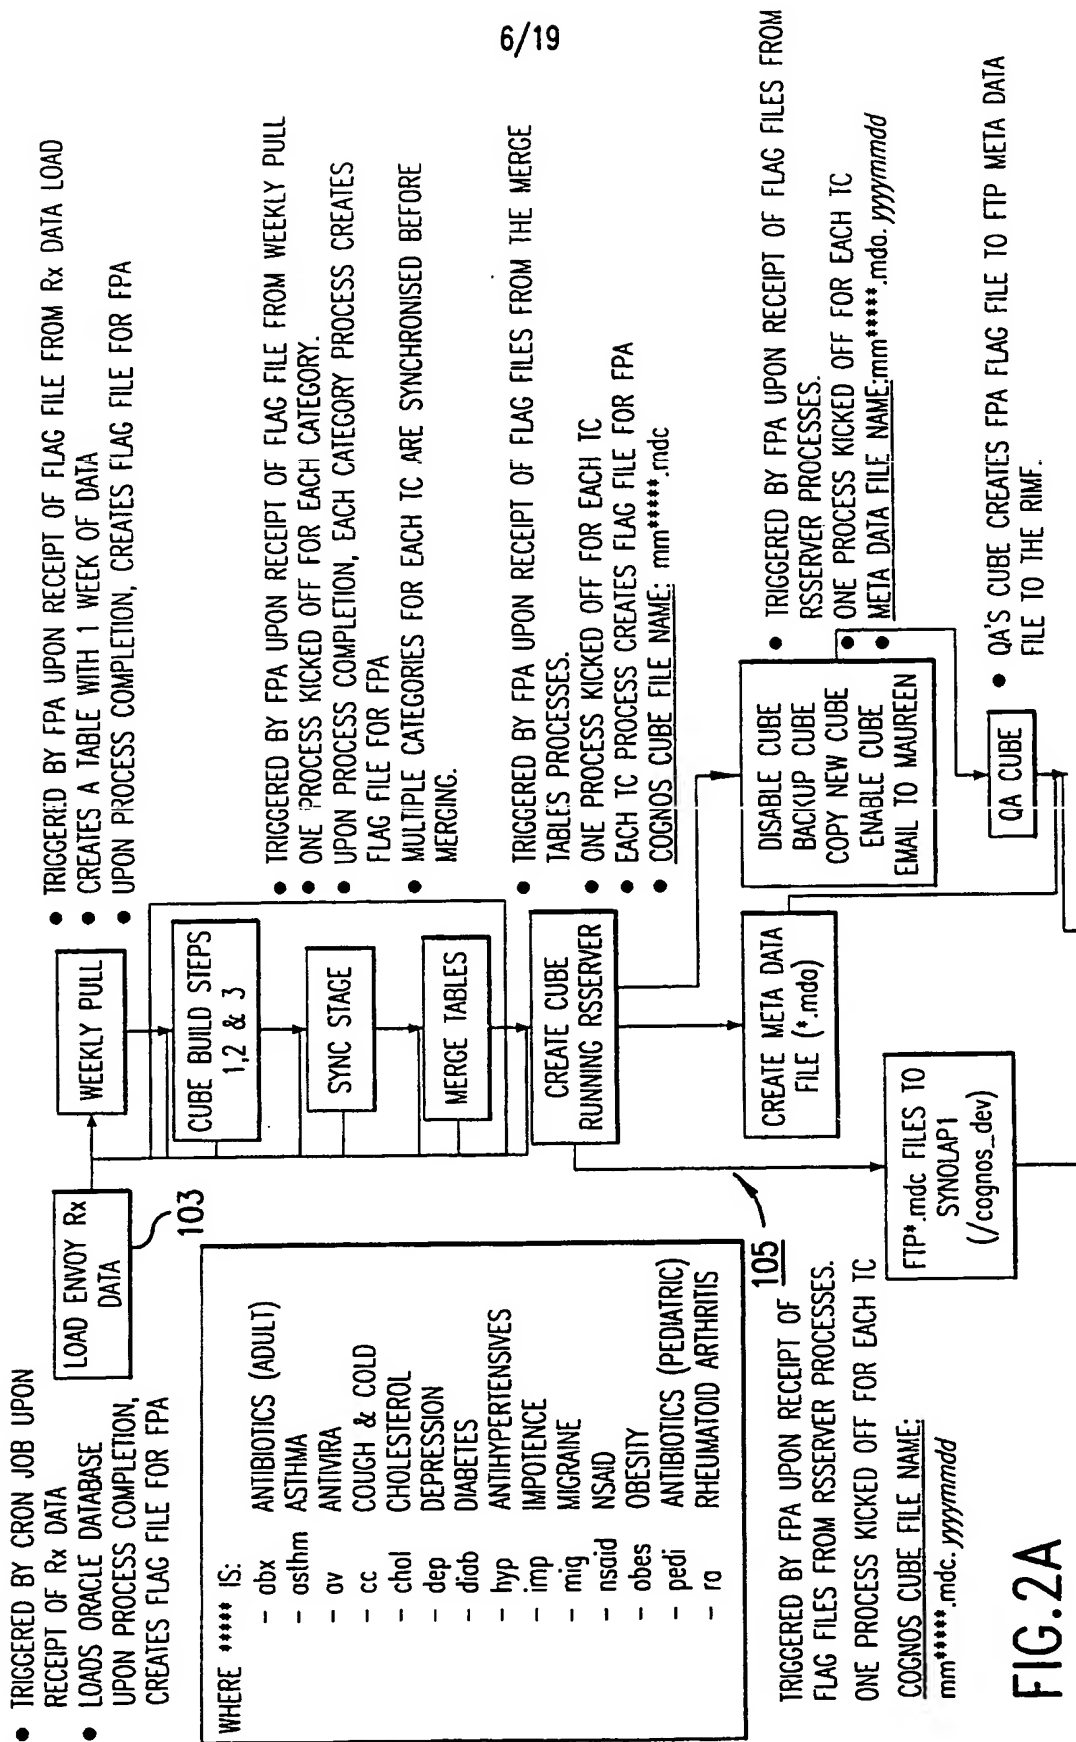 6/19
• TRIGGERED BY CRON JOB UPON
RECEIPT OF Rx DATA
• LOADS ORACLE DATABASE
UPON PROCESS COMPLETION,
CREATES FLAG FILE FOR FPA
LOAD ENVOY Rx
DATA
103
WEEKLY PULL
• TRIGGERED BY FPA UPON RECEIPT OF FLAG FILE FROM Rx DATA LOAD
• CREATES A TABLE WITH 1 WEEK OF DATA
• UPON PROCESS COMPLETION, CREATES FLAG FILE FOR FPA
CUBE BUILD STEPS
1,2 & 3
SYNC STAGE
MERGE TABLES
• TRIGGERED BY FPA UPON RECEIPT OF FLAG FILE FROM WEEKLY PULL
• ONE PROCESS KICKED OFF FOR EACH CATEGORY.
• UPON PROCESS COMPLETION, EACH CATEGORY PROCESS CREATES
FLAG FILE FOR FPA
• MULTIPLE CATEGORIES FOR EACH TC ARE SYNCHRONISED BEFORE
MERGING.
WHERE ***** IS:
– abx ANTIBIOTICS (ADULT)
– asthm ASTHMA
– av ANTIVIRA
– cc COUGH & COLD
– chol CHOLESTEROL
– dep DEPRESSION
– diab DIABETES
– hyp ANTIHYPERTENSIVES
– imp IMPOTENCE
– mig MIGRAINE
– nsaid NSAID
– obes OBESITY
– pedi ANTIBIOTICS (PEDIATRIC)
– ra RHEUMATOID ARTHRITIS
CREATE CUBE
RUNNING RSSERVER
• TRIGGERED BY FPA UPON RECEIPT OF FLAG FILES FROM THE MERGE
TABLES PROCESSES.
• ONE PROCESS KICKED OFF FOR EACH TC
• EACH TC PROCESS CREATES FLAG FILE FOR FPA
• COGNOS CUBE FILE NAME: mm*****.mdc
105
TRIGGERED BY FPA UPON RECEIPT OF
FLAG FILES FROM RSSERVER PROCESSES.
ONE PROCESS KICKED OFF FOR EACH TC
COGNOS CUBE FILE NAME:
mm*****.mdc.yyyymmdd
FTP*.mdc FILES TO
SYNOLAP1
(/cognos_dev)
CREATE META DATA
FILE (*.mda)
DISABLE CUBE
BACKUP CUBE
COPY NEW CUBE
ENABLE CUBE
EMAIL TO MAUREEN
• TRIGGERED BY FPA UPON RECEIPT OF FLAG FILES FROM
RSSERVER PROCESSES.
• ONE PROCESS KICKED OFF FOR EACH TC
• META DATA FILE NAME:mm*****.mda.yyyymmdd
QA CUBE
• QA'S CUBE CREATES FPA FLAG FILE TO FTP META DATA
FILE TO THE RIMF.
FIG.2A